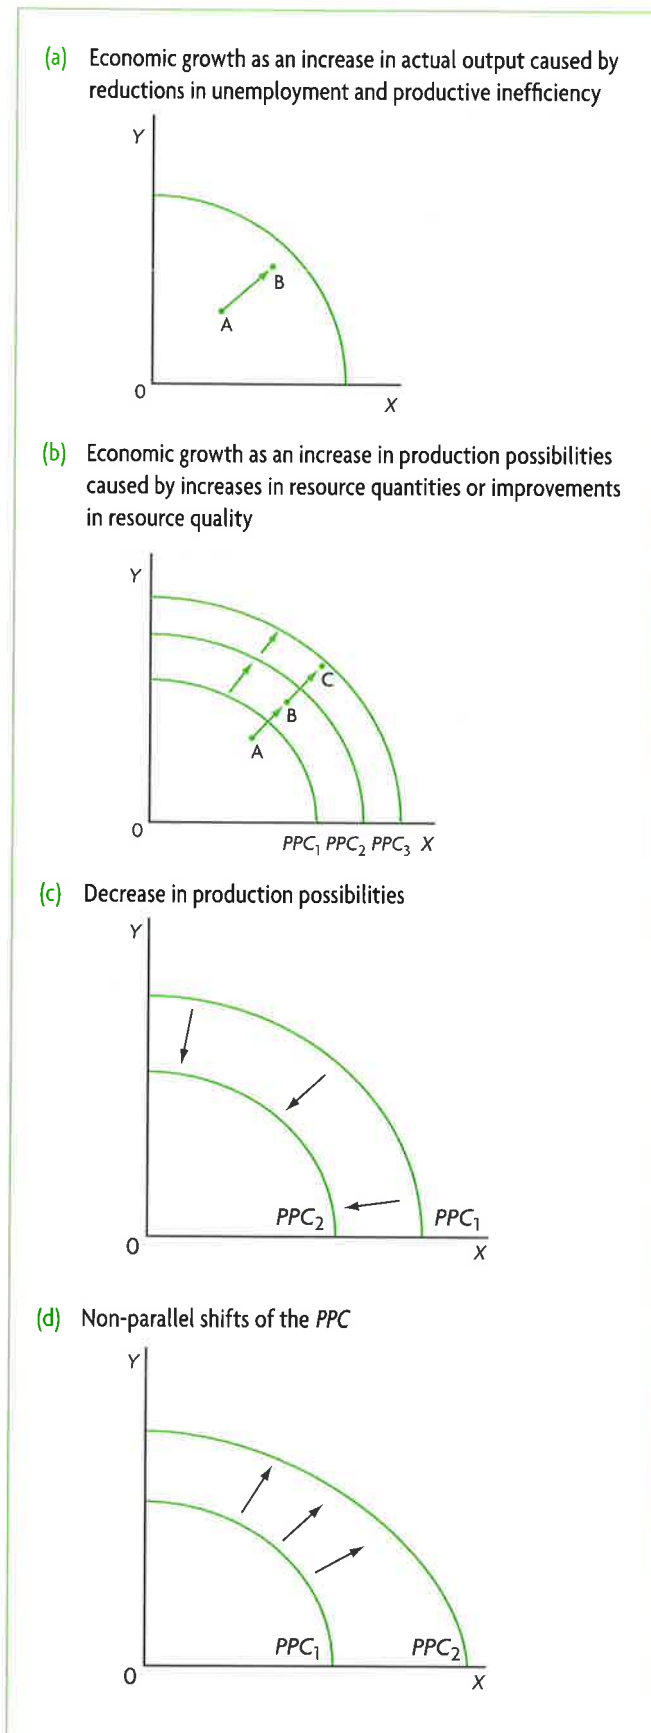 (a) Economic growth as an increase in actual output caused by
reductions in unemployment and productive inefficiency
Y
B
A
0
X
(b) Economic growth as an increase in production possibilities
caused by increases in resource quantities or improvements
in resource quality
Y
C
B
A
0
PPC₁ PPC₂ PPC₃ X
(c) Decrease in production possibilities
Y
PPC₂ PPC₁
0
X
(d) Non-parallel shifts of the PPC
Y
PPC₁ PPC₂
0
X